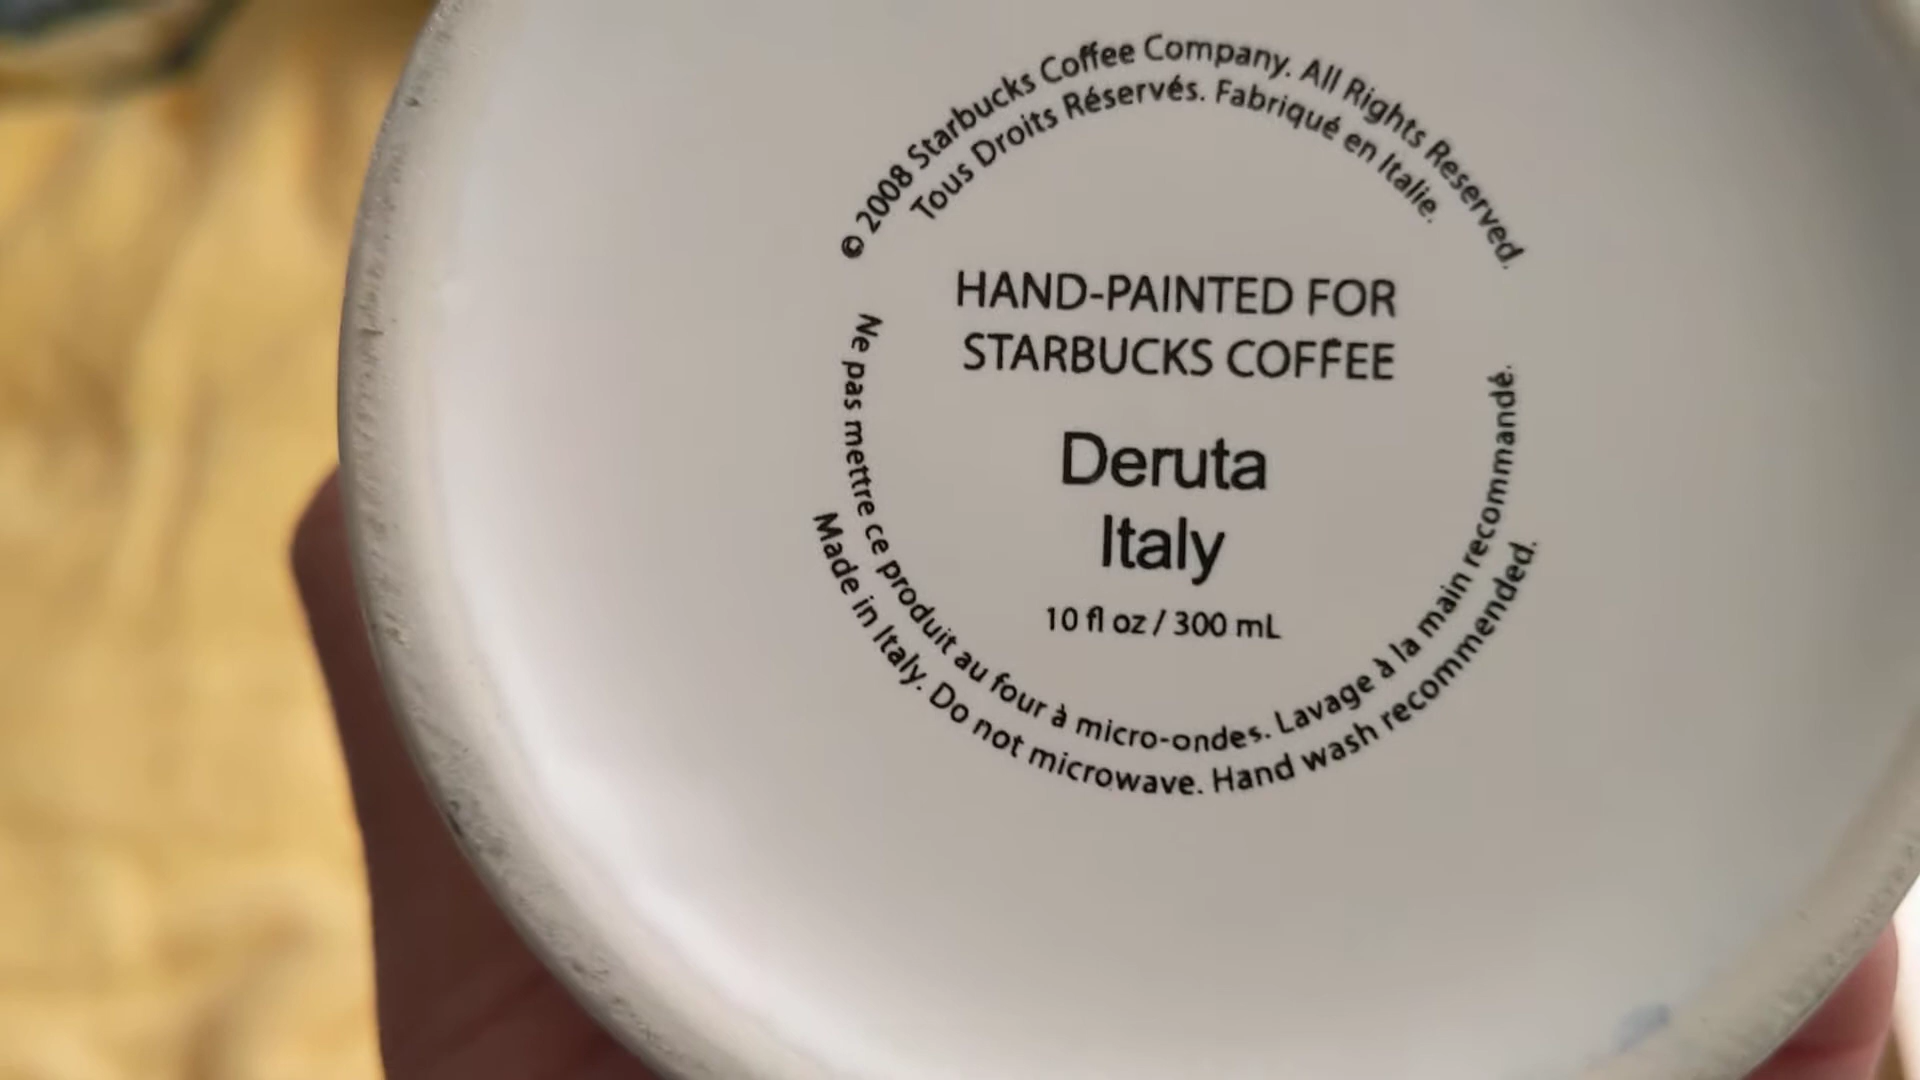 © 2008 Starbucks Coffee Company. All Rights Reserved.
Tous Droits Réservés. Fabriqué en Italie.
HAND-PAINTED FOR
STARBUCKS COFFEE
Deruta
Italy
10 fl oz / 300 mL
Ne pas mettre ce produit au four à micro-ondes. Lavage à la main recommandé.
Made in Italy. Do not microwave. Hand wash recommended.